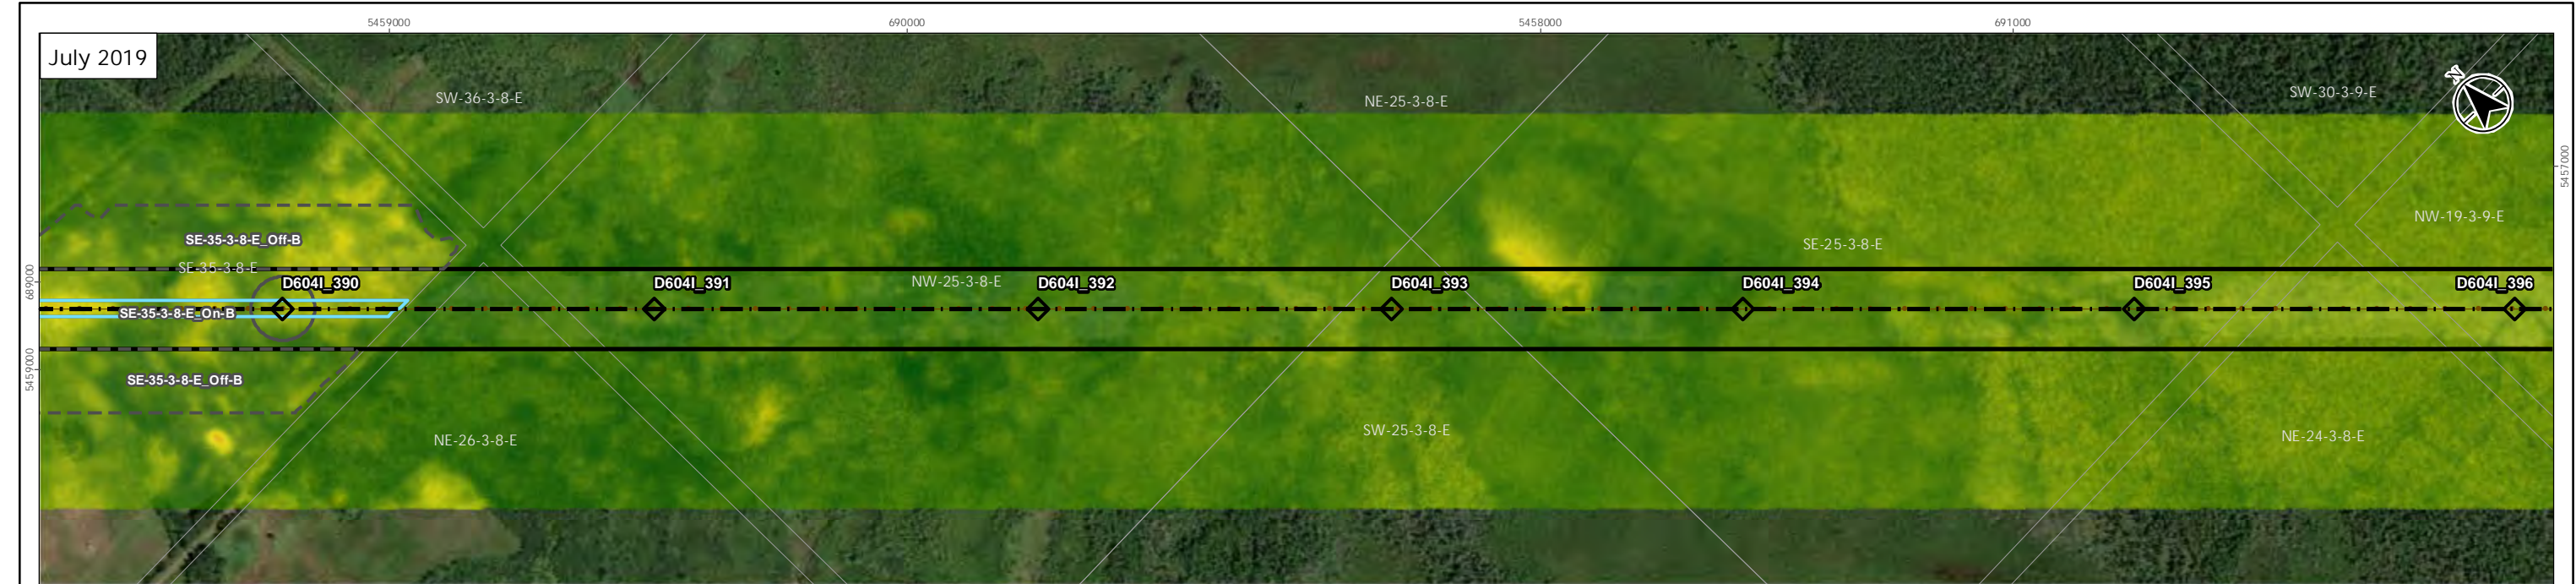 5459000 690000 5458000 691000
July 2019
N
SW-36-3-8-E NE-25-3-8-E SW-30-3-9-E
5457000
NW-19-3-9-E
SE-35-3-8-E_Off-B SE-25-3-8-E
SE-35-3-8-E
689000
D604I_390 D604I_391 NW-25-3-8-E D604I_392 D604I_393 D604I_394 D604I_395 D604I_396
SE-35-3-8-E_On-B
5459000
SE-35-3-8-E_Off-B
NE-26-3-8-E SW-25-3-8-E NE-24-3-8-E